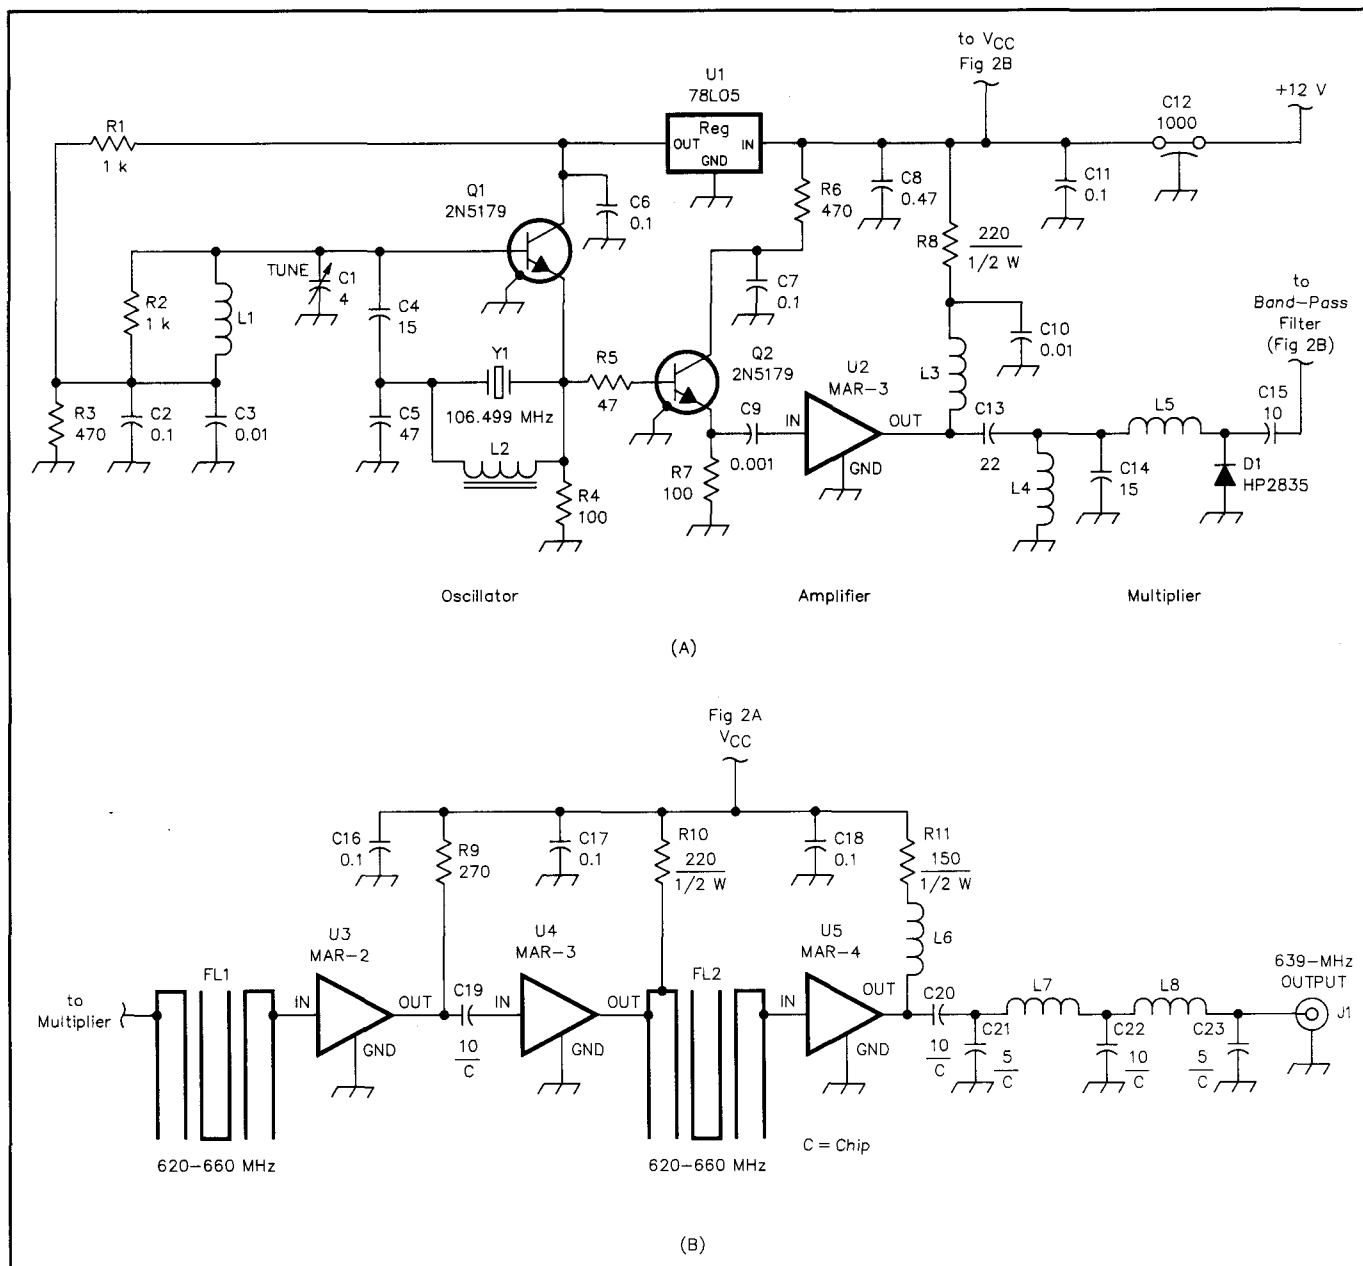 to VCC
Fig 2B
+12 V
C12
1000
U1
78L05
Reg
OUT
IN
GND
R1
1 k
Q1
2N5179
C6
0.1
R6
470
C8
0.47
C11
0.1
R8
220
1/2 W
TUNE
C1
4
C7
0.1
R2
1 k
L1
C4
15
to
Band-Pass
Filter
(Fig 2B)
C10
0.01
Y1
106.499 MHz
R5
47
Q2
2N5179
U2
MAR-3
L3
C15
10
R3
470
C2
0.1
C3
0.01
C5
47
L2
C9
0.001
IN
OUT
GND
C13
22
L5
R4
100
R7
100
L4
C14
15
D1
HP2835
Oscillator
Amplifier
Multiplier
(A)
Fig 2A
VCC
C16
0.1
R9
270
C17
0.1
R10
220
1/2 W
C18
0.1
R11
150
1/2 W
L6
to
Multiplier
FL1
IN
U3
MAR-2
OUT
GND
C19
10
C
IN
U4
MAR-3
OUT
GND
FL2
IN
U5
MAR-4
OUT
GND
C20
10
C
C21
5
C
L7
C22
10
C
L8
C23
5
C
639-MHz
OUTPUT
J1
620-660 MHz
620-660 MHz
C = Chip
(B)